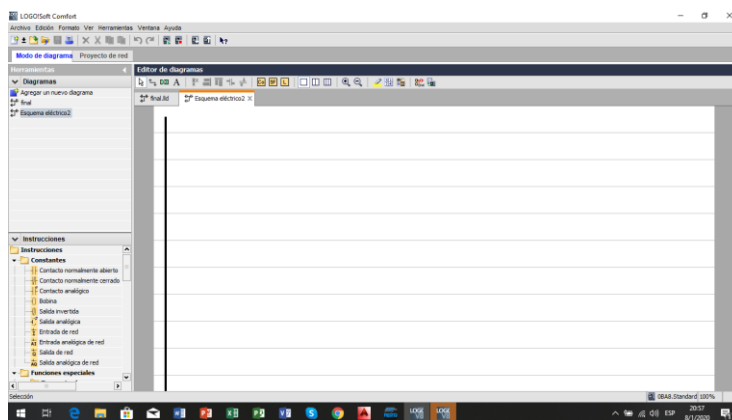 LOGO!Soft Comfort
Archivo Edición Formato Ver Herramientas Ventana Ayuda
Modo de diagrama Proyecto de red
Herramientas
Editor de diagramas
Diagramas
Agregar un nuevo diagrama
final
Esquema eléctrico2
final.lld
Esquema eléctrico2
Instrucciones
Instrucciones
Constantes
Contacto normalmente abierto
Contacto normalmente cerrado
Contacto analógico
Bobina
Salida invertida
Salida analógica
Entrada de red
Entrada analógica de red
Salida de red
Salida analógica de red
Funciones especiales
Selección
0BA8.Standard 100%
ESP
20:57
8/1/2020